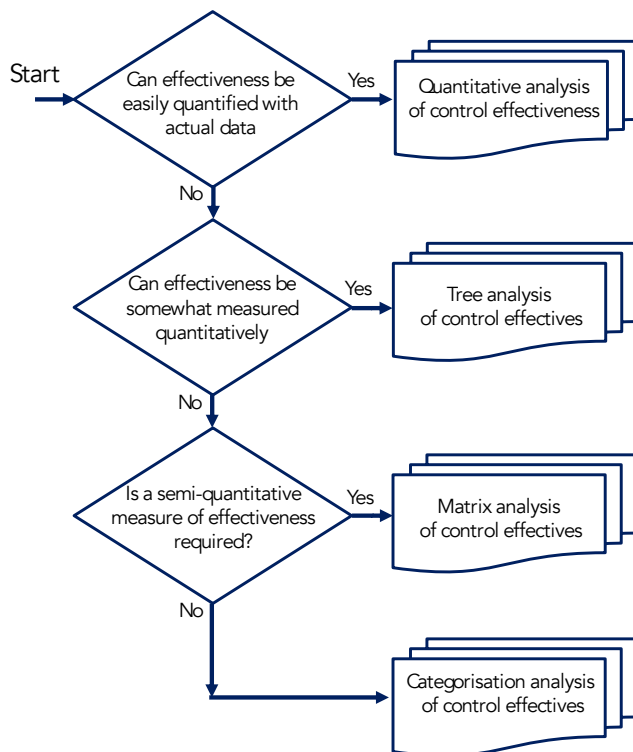 Start
Can effectiveness be
easily quantified with
actual data
Yes
Quantitative analysis
of control effectiveness
No
Can effectiveness be
somewhat measured
quantitatively
Yes
Tree analysis
of control effectives
No
Is a semi-quantitative
measure of effectiveness
required?
Yes
Matrix analysis
of control effectives
No
Categorisation analysis
of control effectives